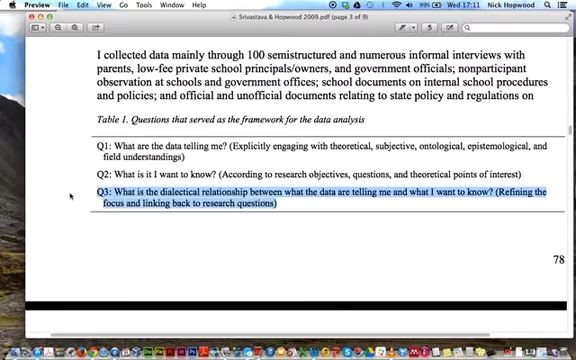 Preview File Edit View Go Tools Window Help
99% Wed 17:11 Nick Hopwood
Srivastava & Hopwood 2009.pdf (page 3 of 9)
I collected data mainly through 100 semistructured and numerous informal interviews with
parents, low-fee private school principals/owners, and government officials; nonparticipant
observation at schools and government offices; school documents on internal school procedures
and policies; and official and unofficial documents relating to state policy and regulations on
Table 1. Questions that served as the framework for the data analysis
Q1: What are the data telling me? (Explicitly engaging with theoretical, subjective, ontological, epistemological, and
field understandings)
Q2: What is it I want to know? (According to research objectives, questions, and theoretical points of interest)
Q3: What is the dialectical relationship between what the data are telling me and what I want to know? (Refining the
focus and linking back to research questions)
78